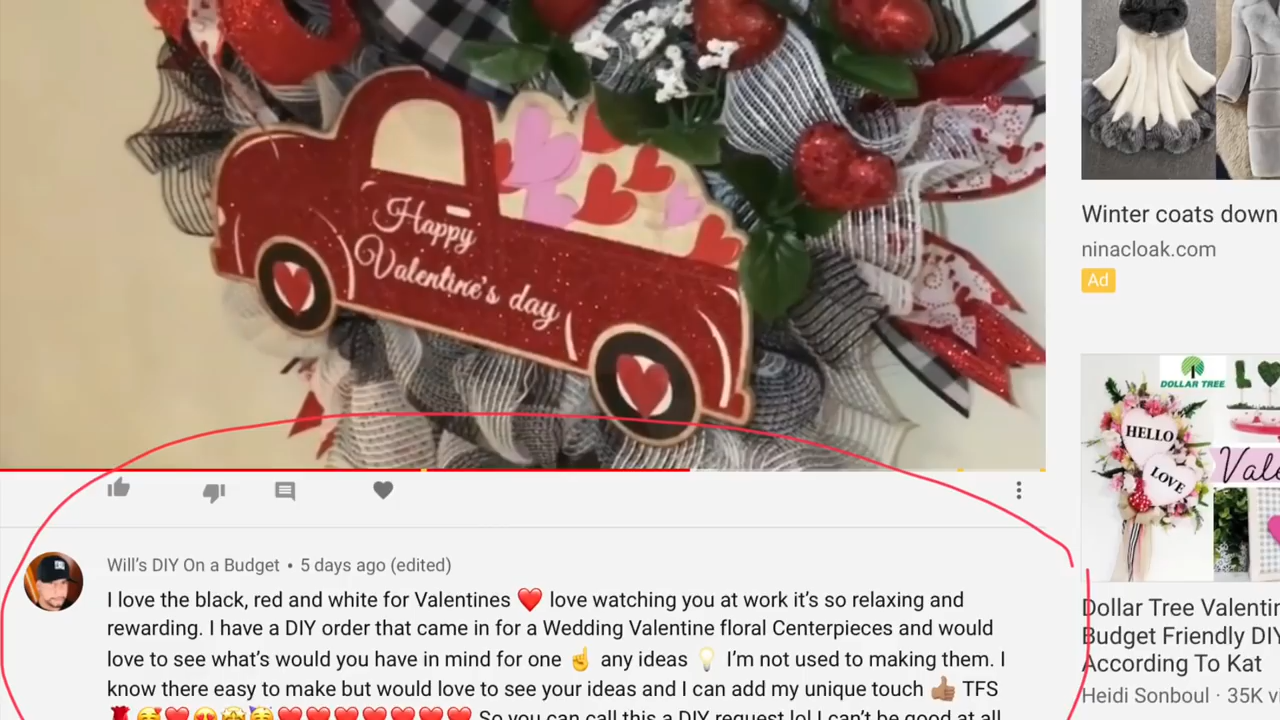 Happy
Valentine's day
Will's DIY On a Budget • 5 days ago (edited)
I love the black, red and white for Valentines ❤️ love watching you at work it's so relaxing and
rewarding. I have a DIY order that came in for a Wedding Valentine floral Centerpieces and would
love to see what's would you have in mind for one ☝️ any ideas 💡 I'm not used to making them. I
know there easy to make but would love to see your ideas and I can add my unique touch 👍🏽 TFS
🌹🥰❤️😍🤩🥳❤️❤️❤️❤️❤️❤️❤️ So you can call this a DIY request lol I can't be good at all
Winter coats down
ninacloak.com
Ad
DOLLAR TREE
L
HELLO
LOVE
Vale
Dollar Tree Valentin
Budget Friendly DIY
According To Kat
Heidi Sonboul · 35K v